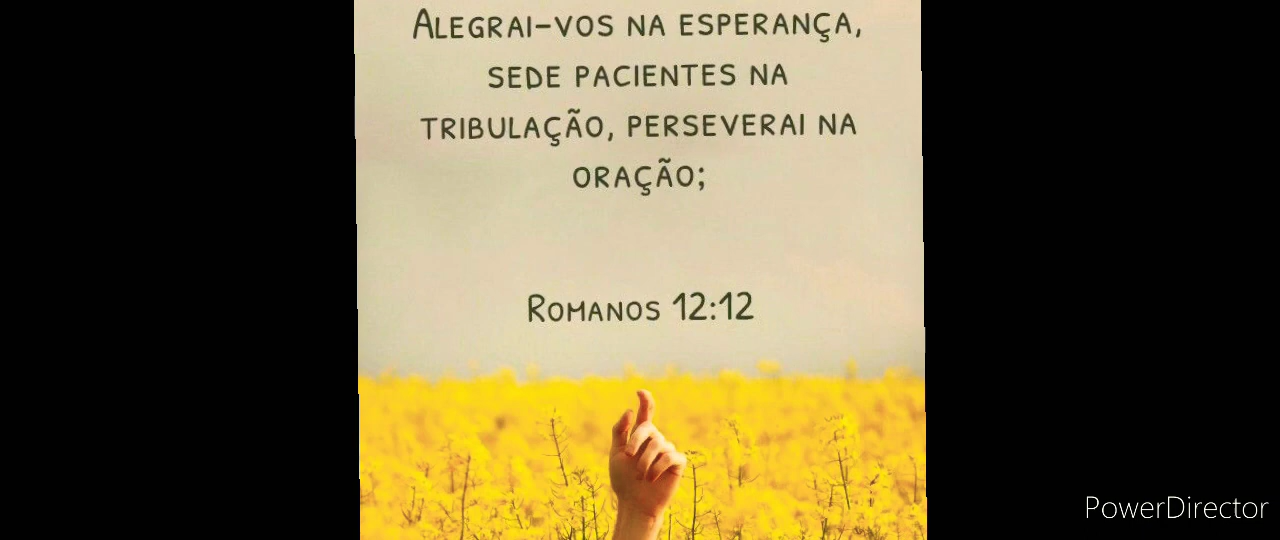 Alegrai-vos na esperança,
sede pacientes na
tribulação, perseverai na
oração;
Romanos 12:12
PowerDirector